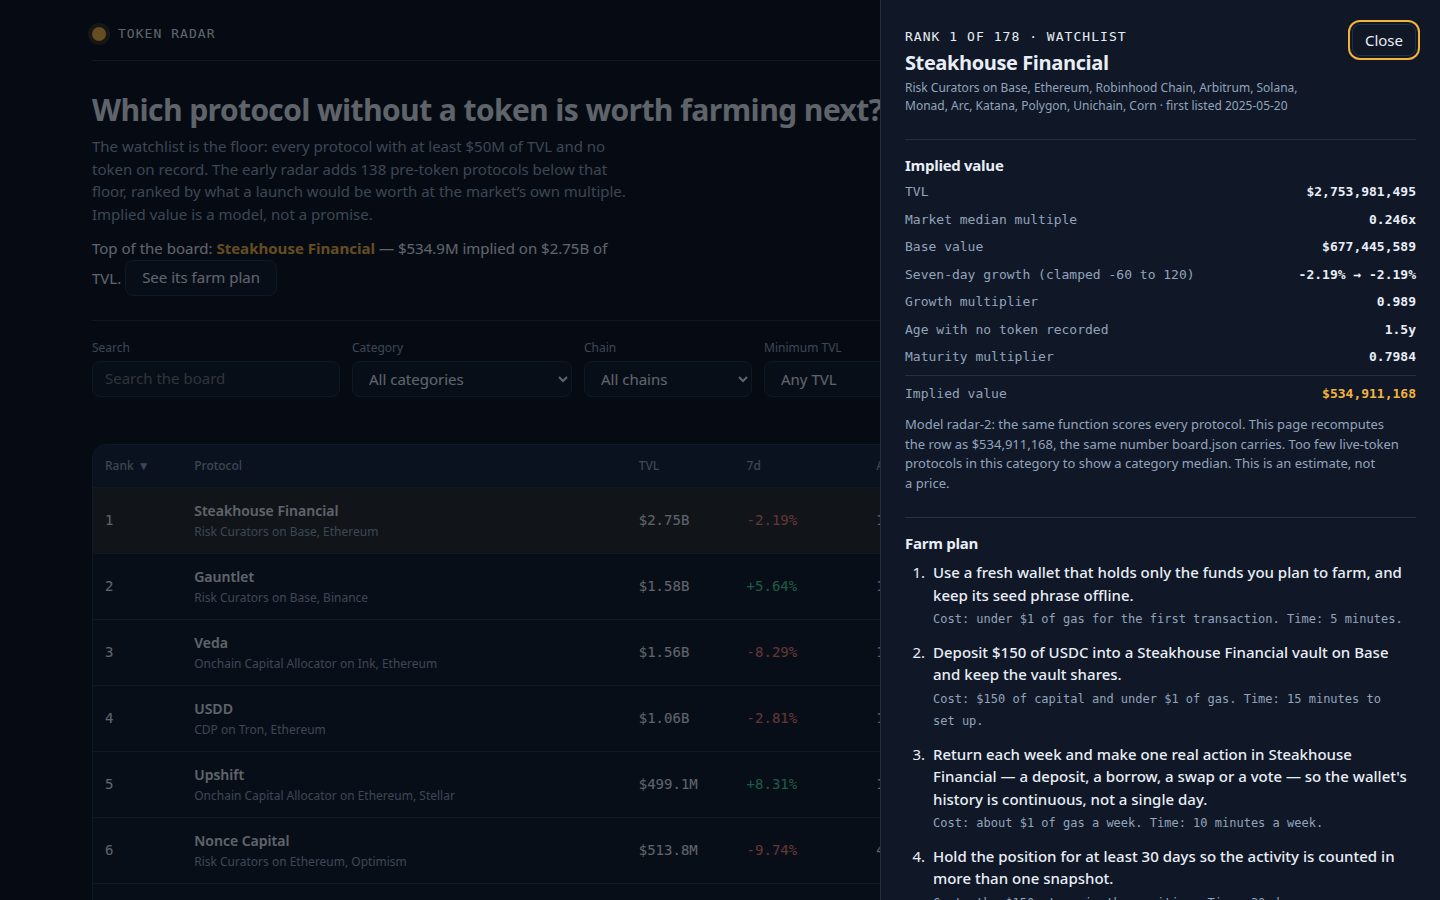 TOKEN RADAR
Which protocol without a token is worth farming next?
The watchlist is the floor: every protocol with at least $50M of TVL and no
token on record. The early radar adds 138 pre-token protocols below that
floor, ranked by what a launch would be worth at the market's own multiple.
Implied value is a model, not a promise.
Top of the board: Steakhouse Financial — $534.9M implied on $2.75B of
TVL. See its farm plan
Search Category Chain Minimum TVL
Search the board All categories All chains Any TVL
Rank ▼ Protocol TVL 7d
1 Steakhouse Financial $2.75B -2.19%
Risk Curators on Base, Ethereum
2 Gauntlet $1.58B +5.64%
Risk Curators on Base, Binance
3 Veda $1.56B -8.29%
Onchain Capital Allocator on Ink, Ethereum
4 USDD $1.06B -2.81%
CDP on Tron, Ethereum
5 Upshift $499.1M +8.31%
Onchain Capital Allocator on Ethereum, Stellar
6 Nonce Capital $513.8M -9.74%
Risk Curators on Ethereum, Optimism
RANK 1 OF 178 · WATCHLIST
Close
Steakhouse Financial
Risk Curators on Base, Ethereum, Robinhood Chain, Arbitrum, Solana,
Monad, Arc, Katana, Polygon, Unichain, Corn · first listed 2025-05-20
Implied value
TVL $2,753,981,495
Market median multiple 0.246x
Base value $677,445,589
Seven-day growth (clamped -60 to 120) -2.19% → -2.19%
Growth multiplier 0.989
Age with no token recorded 1.5y
Maturity multiplier 0.7984
Implied value $534,911,168
Model radar-2: the same function scores every protocol. This page recomputes
the row as $534,911,168, the same number board.json carries. Too few live-token
protocols in this category to show a category median. This is an estimate, not
a price.
Farm plan
1. Use a fresh wallet that holds only the funds you plan to farm, and
keep its seed phrase offline.
Cost: under $1 of gas for the first transaction. Time: 5 minutes.
2. Deposit $150 of USDC into a Steakhouse Financial vault on Base
and keep the vault shares.
Cost: $150 of capital and under $1 of gas. Time: 15 minutes to
set up.
3. Return each week and make one real action in Steakhouse
Financial — a deposit, a borrow, a swap or a vote — so the wallet's
history is continuous, not a single day.
Cost: about $1 of gas a week. Time: 10 minutes a week.
4. Hold the position for at least 30 days so the activity is counted in
more than one snapshot.